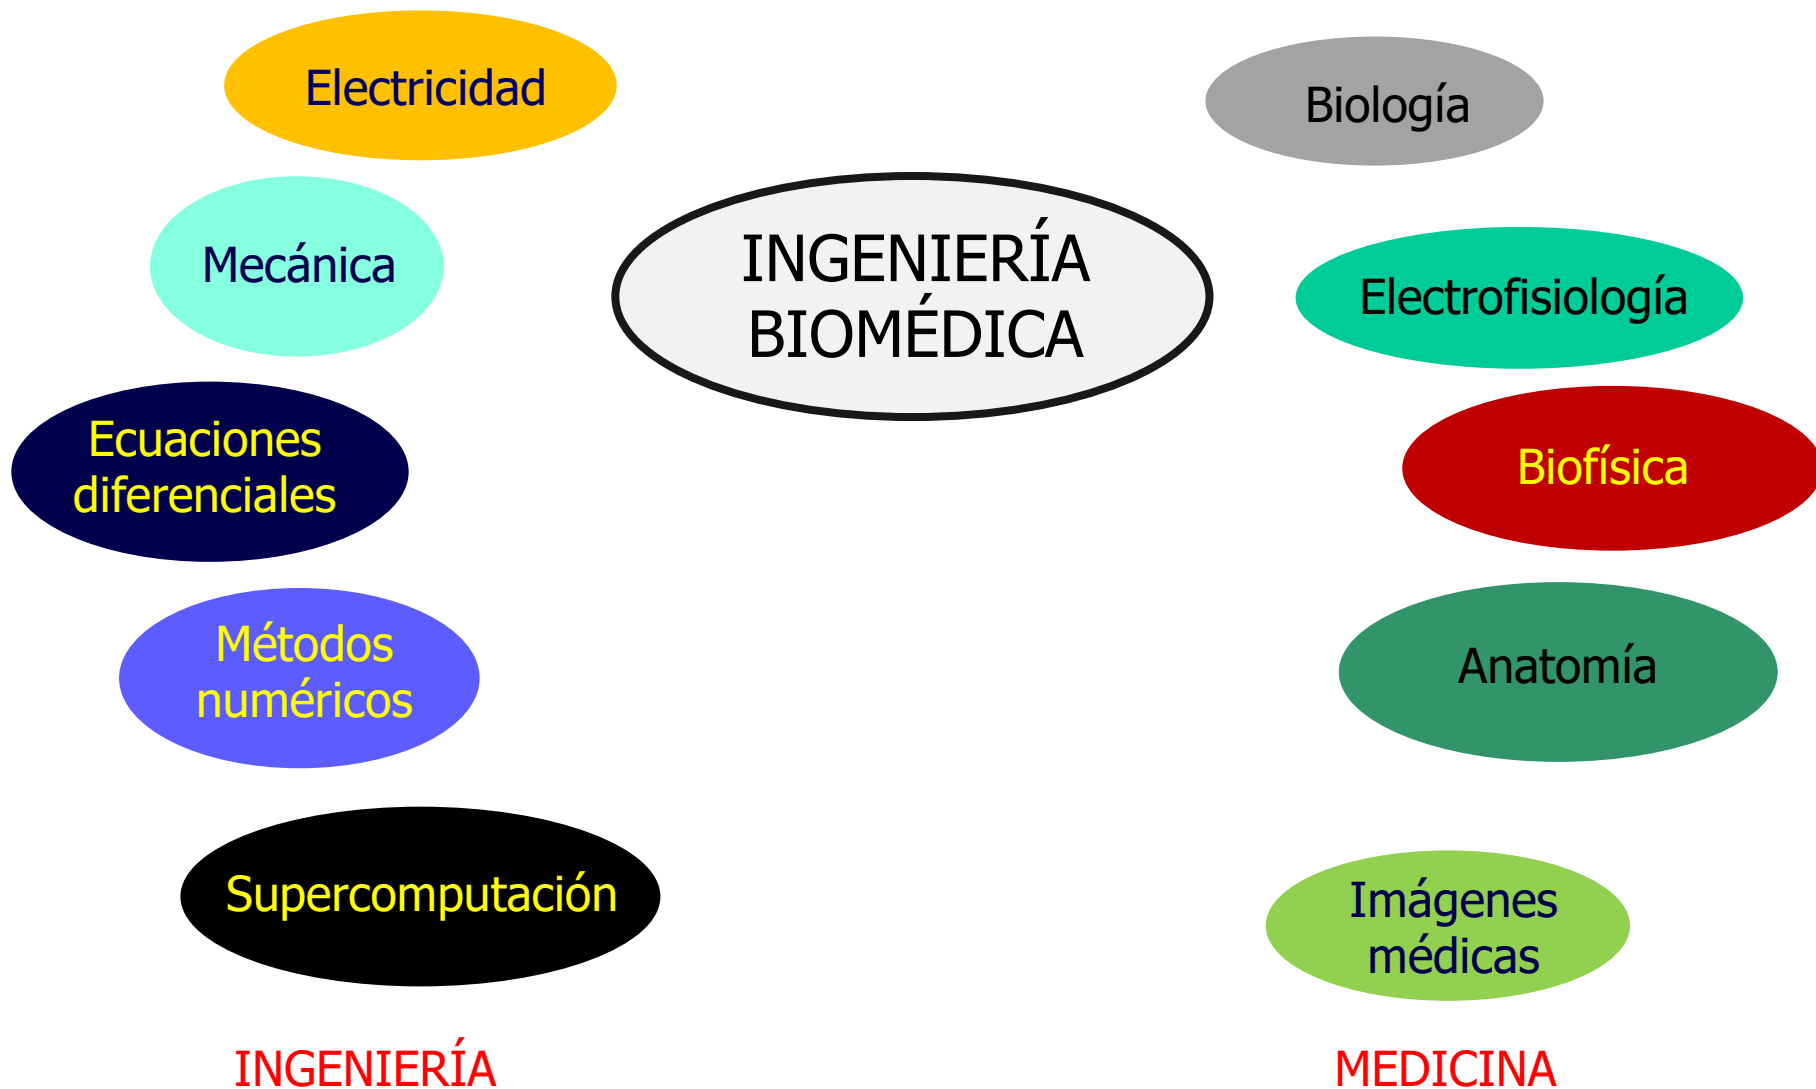 Electricidad
Biología
INGENIERÍA
BIOMÉDICA
Mecánica
Electrofisiología
Ecuaciones
diferenciales
Biofísica
Métodos
numéricos
Anatomía
Supercomputación
Imágenes
médicas
INGENIERÍA
MEDICINA